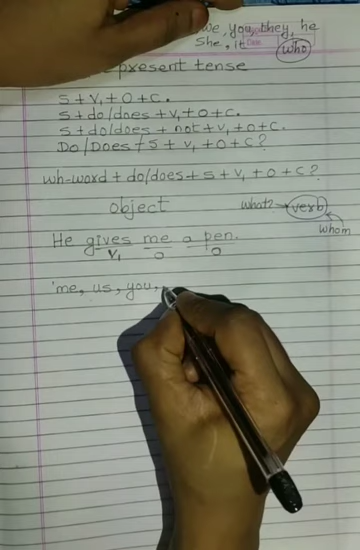 we, you, they, he
she, it
who
present tense
S + V₁ + O + C.
S + do/does + V₁ + O + C.
S + do/does + not + V₁ + O + C.
Do/Does + S + V₁ + O + C?
wh-word + do/does + S + V₁ + O + C?
object
what? verb
whom
He gives me a pen.
V₁ O O
'me, us, you,